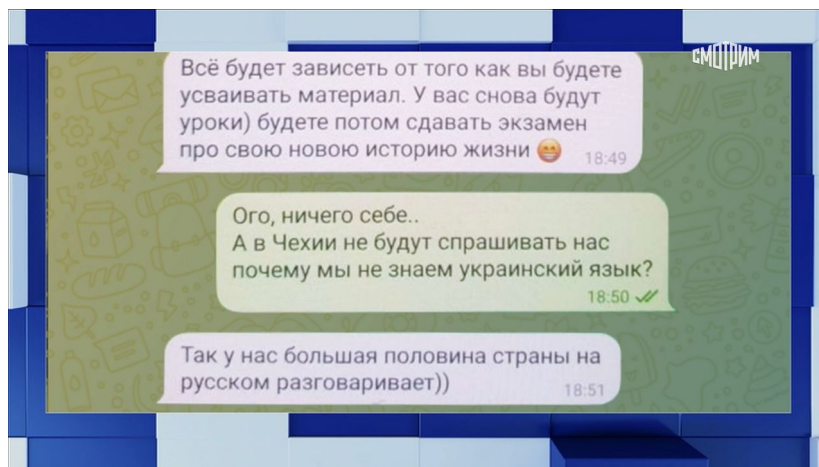 СМОТРИМ
Всё будет зависеть от того как вы будете
усваивать материал. У вас снова будут
уроки) будете потом сдавать экзамен
про свою новою историю жизни 😁 18:49
Ого, ничего себе..
А в Чехии не будут спрашивать нас
почему мы не знаем украинский язык?
18:50
Так у нас большая половина страны на
русском разговаривает)) 18:51